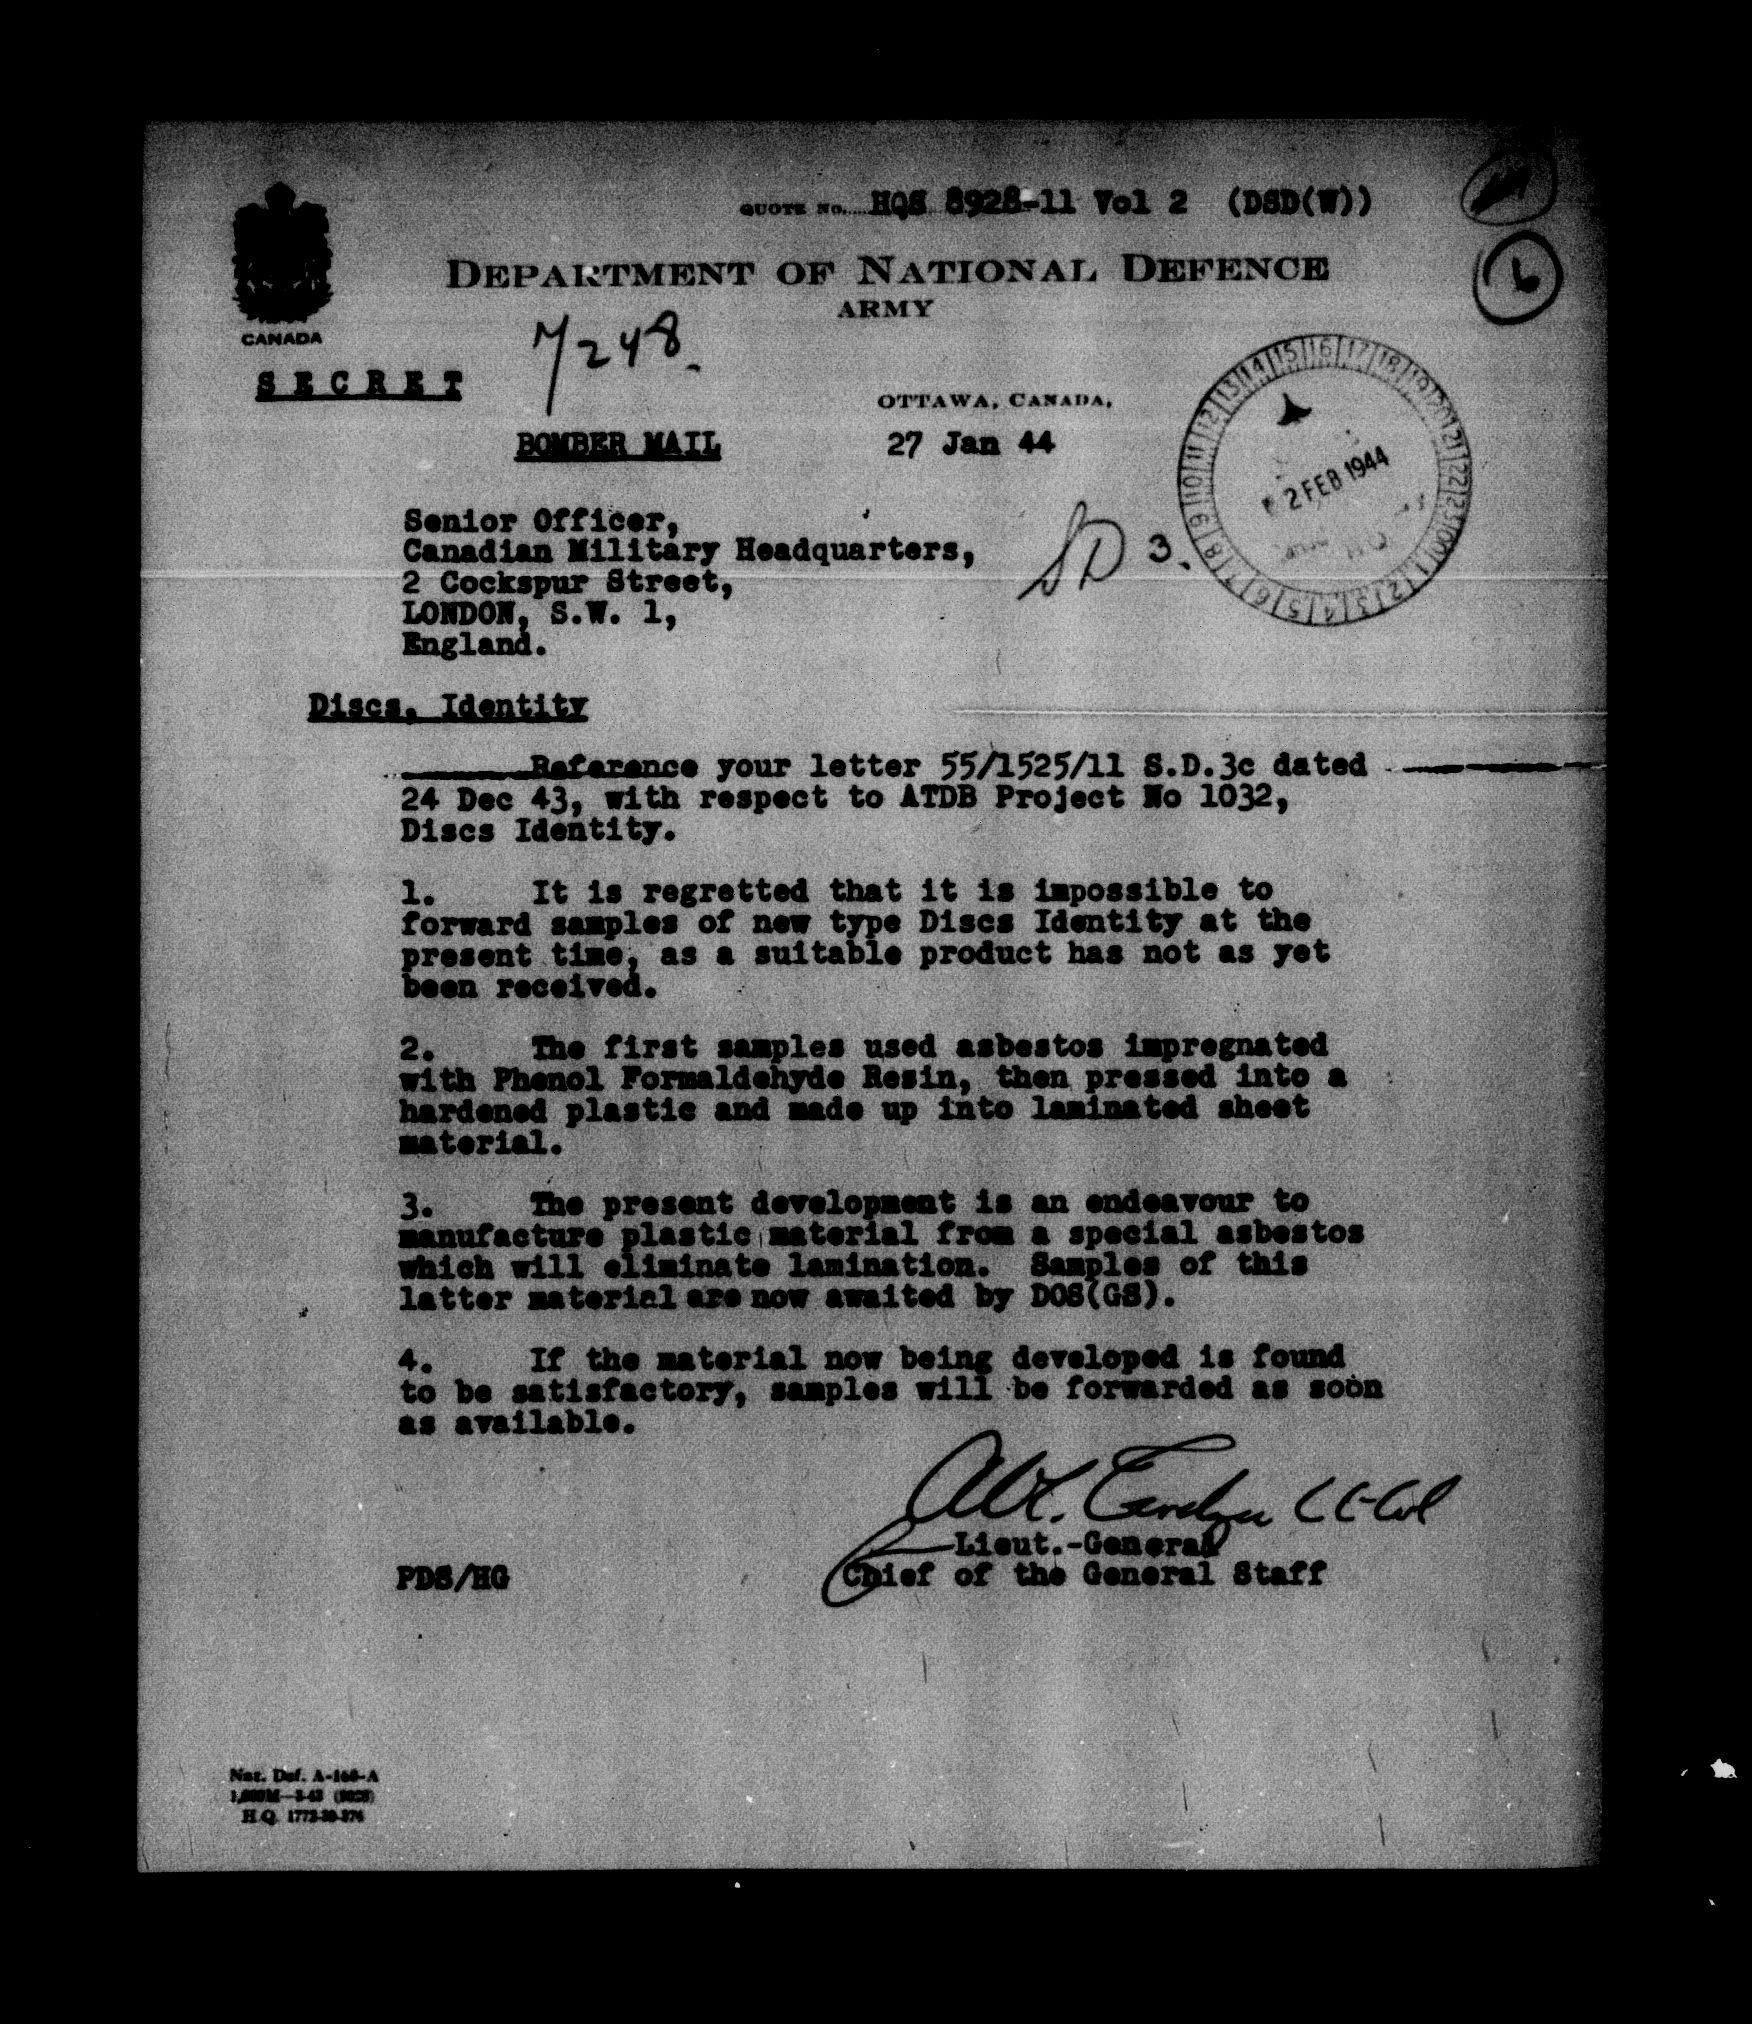 QUOTE No. HQS 8928-11 Vol 2 (DSD(W))
DEPARTMENT OF NATIONAL DEFENCE
ARMY
6
CANADA
7248.
SECRET
OTTAWA, CANADA,
BOMBER MAIL
27 Jan 44
2 FEB 1944
Senior Officer,
Canadian Military Headquarters,
2 Cockspur Street,
LONDON, S.W. 1,
England.
SD 3.
Discs, Identity
Reference your letter 55/1525/11 S.D.3c dated
24 Dec 43, with respect to ATDB Project No 1032,
Discs Identity.
1. It is regretted that it is impossible to
forward samples of new type Discs Identity at the
present time, as a suitable product has not as yet
been received.
2. The first samples used asbestos impregnated
with Phenol Formaldehyde Resin, then pressed into a
hardened plastic and made up into laminated sheet
material.
3. The present development is an endeavour to
manufacture plastic material from a special asbestos
which will eliminate lamination. Samples of this
latter material are now awaited by DOS(GS).
4. If the material now being developed is found
to be satisfactory, samples will be forwarded as soon
as available.
Lieut.-General
Chief of the General Staff
PDS/HG
Nat. Def. A-168-A
H.Q.